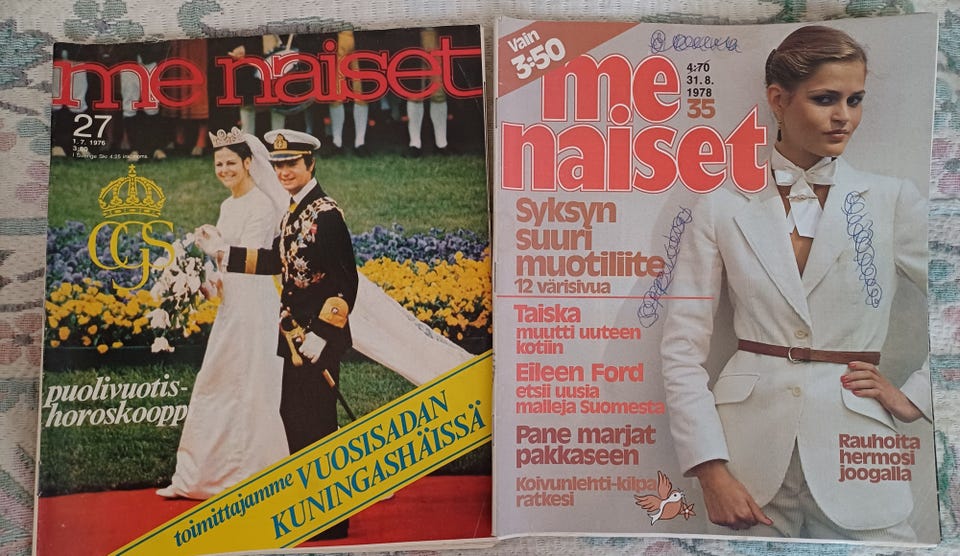 me naiset
27
1.7.1976
3:80
puolivuotis-
horoskooppi
toimittajamme VUOSISADAN
KUNINGASHÄISSÄ
Vain
3:50
me
naiset
4:70
31.8.
1978
35
Syksyn
suuri
muotiliite
12 värisivua
Taiska
muutti uuteen
kotiin
Eileen Ford
etsii uusia
malleja Suomesta
Pane marjat
pakkaseen
Koivunlehti-kilpa
ratkesi
Rauhoita
hermosi
joogalla